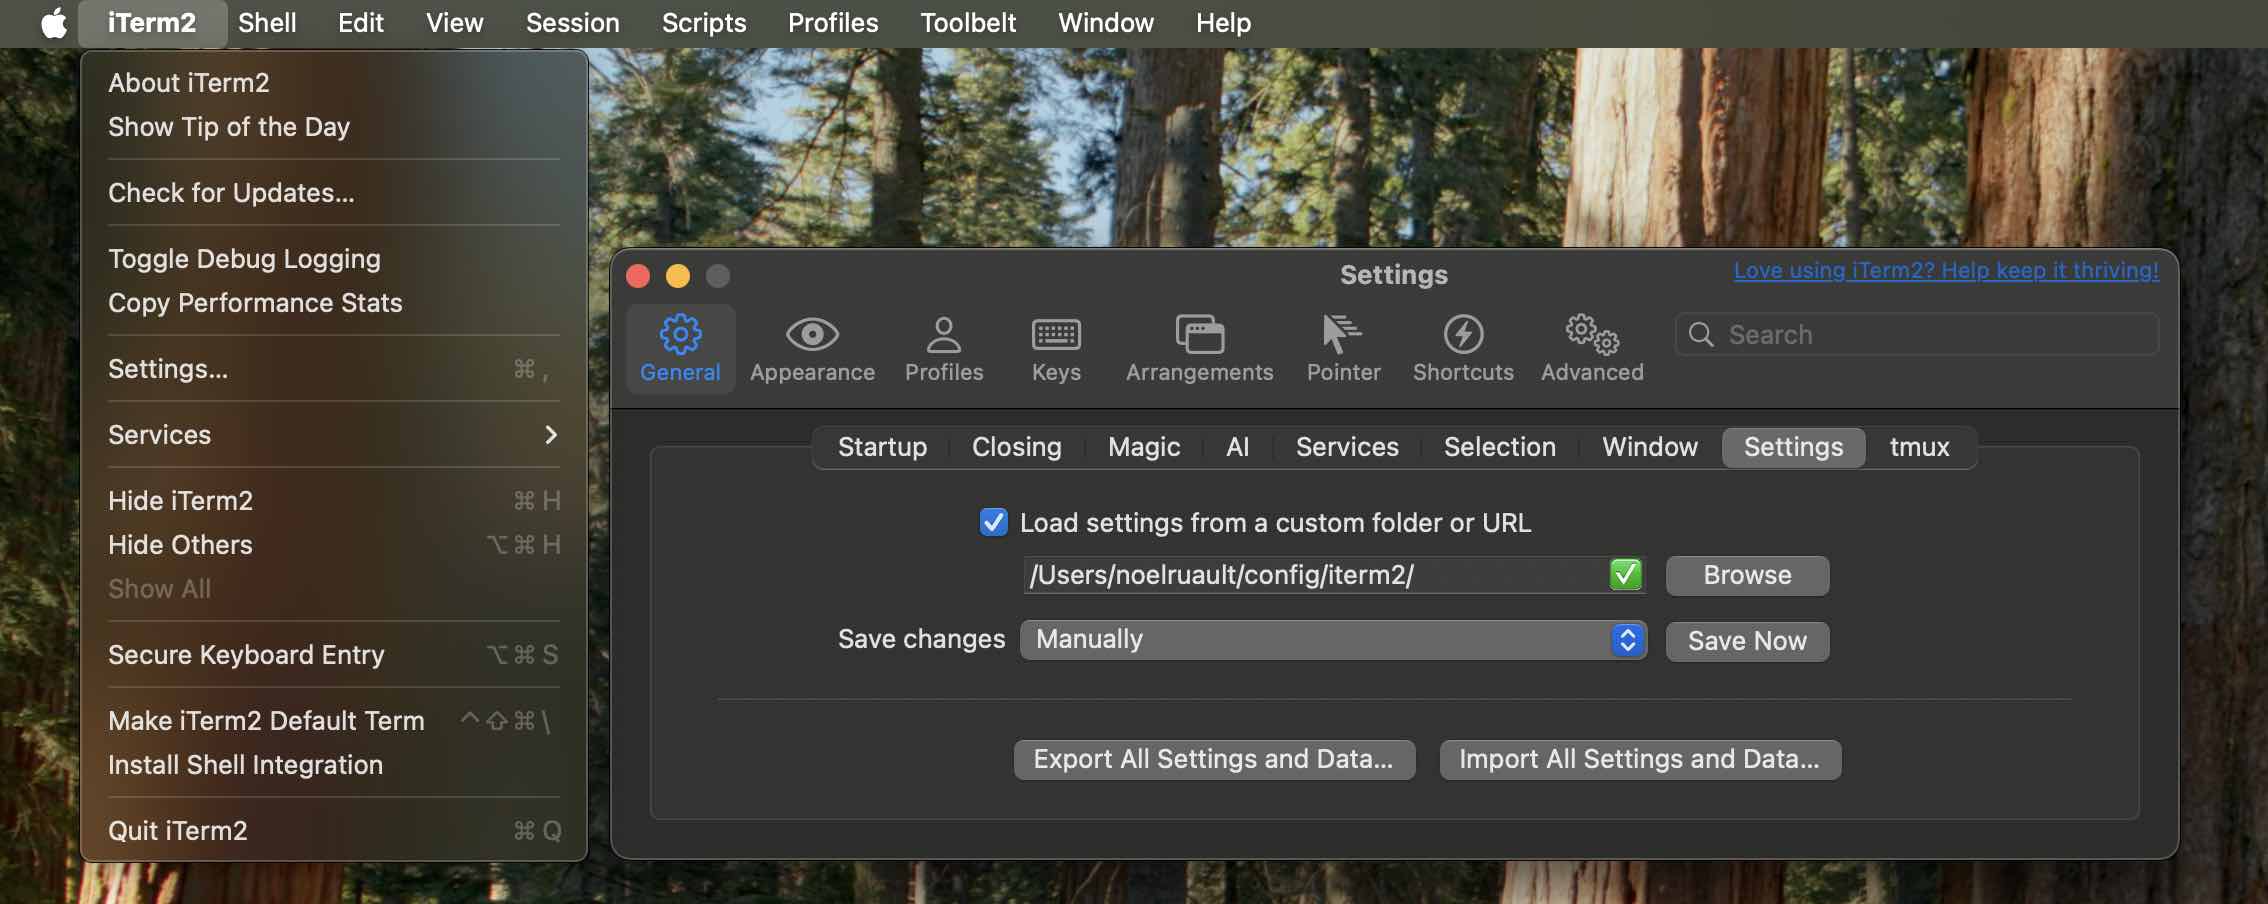 iTerm2 Shell Edit View Session Scripts Profiles Toolbelt Window Help
About iTerm2
Show Tip of the Day
Check for Updates...
Toggle Debug Logging
Copy Performance Stats
Settings... ⌘ ,
Services
Hide iTerm2 ⌘ H
Hide Others ⌥ ⌘ H
Show All
Secure Keyboard Entry ⌥ ⌘ S
Make iTerm2 Default Term ^ ⇧ ⌘ \
Install Shell Integration
Quit iTerm2 ⌘ Q
Settings
Love using iTerm2? Help keep it thriving!
General Appearance Profiles Keys Arrangements Pointer Shortcuts Advanced
Search
Startup Closing Magic AI Services Selection Window Settings tmux
Load settings from a custom folder or URL
/Users/noelruault/config/iterm2/ Browse
Save changes Manually Save Now
Export All Settings and Data... Import All Settings and Data...